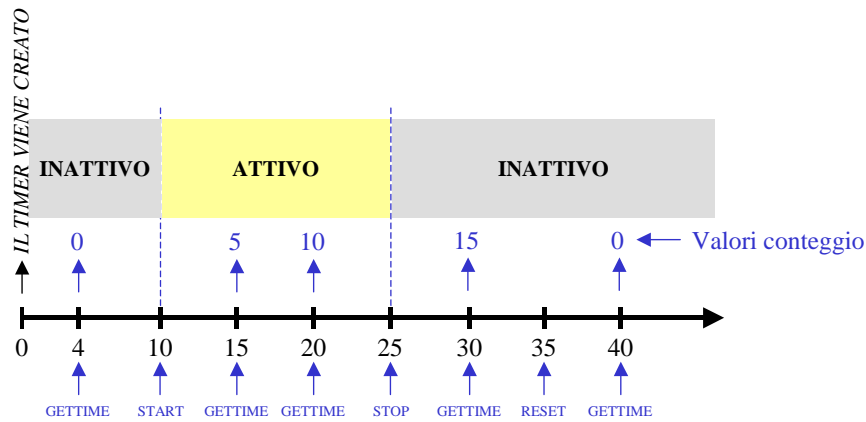 IL TIMER VIENE CREATO
INATTIVO ATTIVO INATTIVO
0 5 10 15 0 Valori conteggio
0 4 10 15 20 25 30 35 40
GETTIME START GETTIME GETTIME STOP GETTIME RESET GETTIME